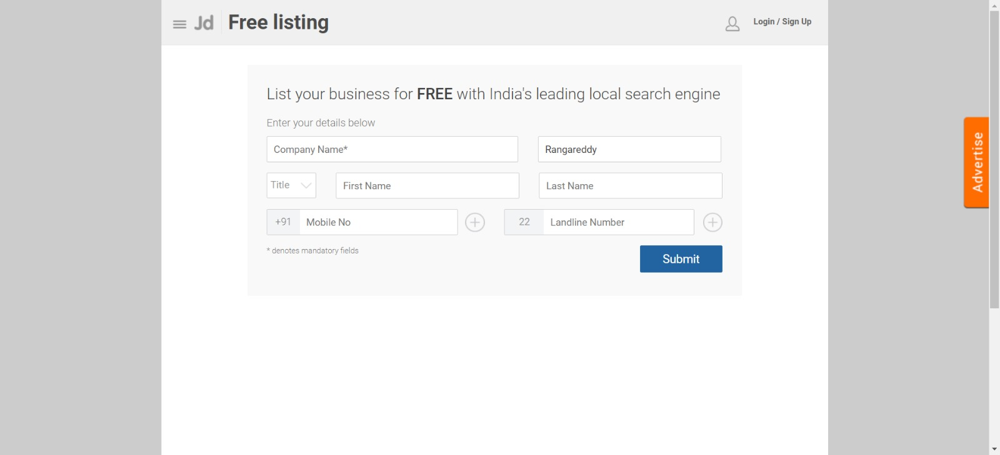 Jd Free listing
Login / Sign Up
List your business for FREE with India's leading local search engine
Enter your details below
Company Name* Rangareddy
Title First Name Last Name
+91 Mobile No 22 Landline Number
* denotes mandatory fields
Submit
Advertise